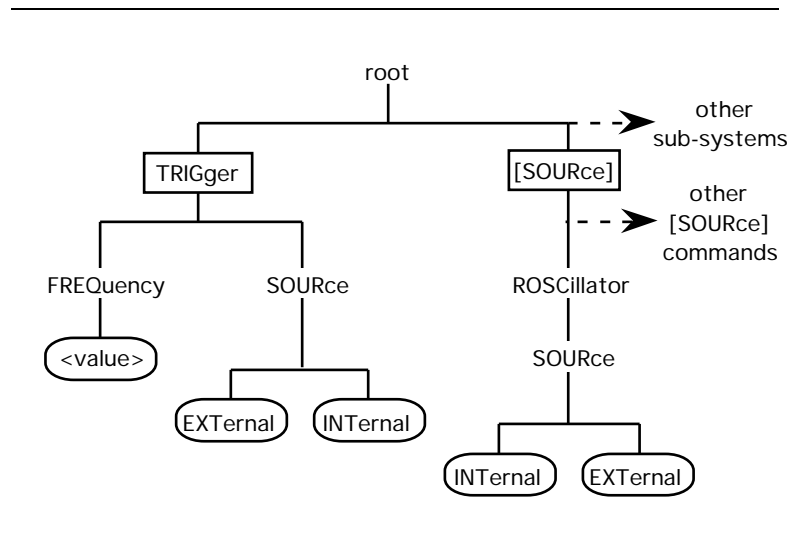 root
other
sub-systems
TRIGger
[SOURce]
other
[SOURce]
commands
FREQuency
SOURce
ROSCillator
<value>
SOURce
EXTernal
INTernal
INTernal
EXTernal